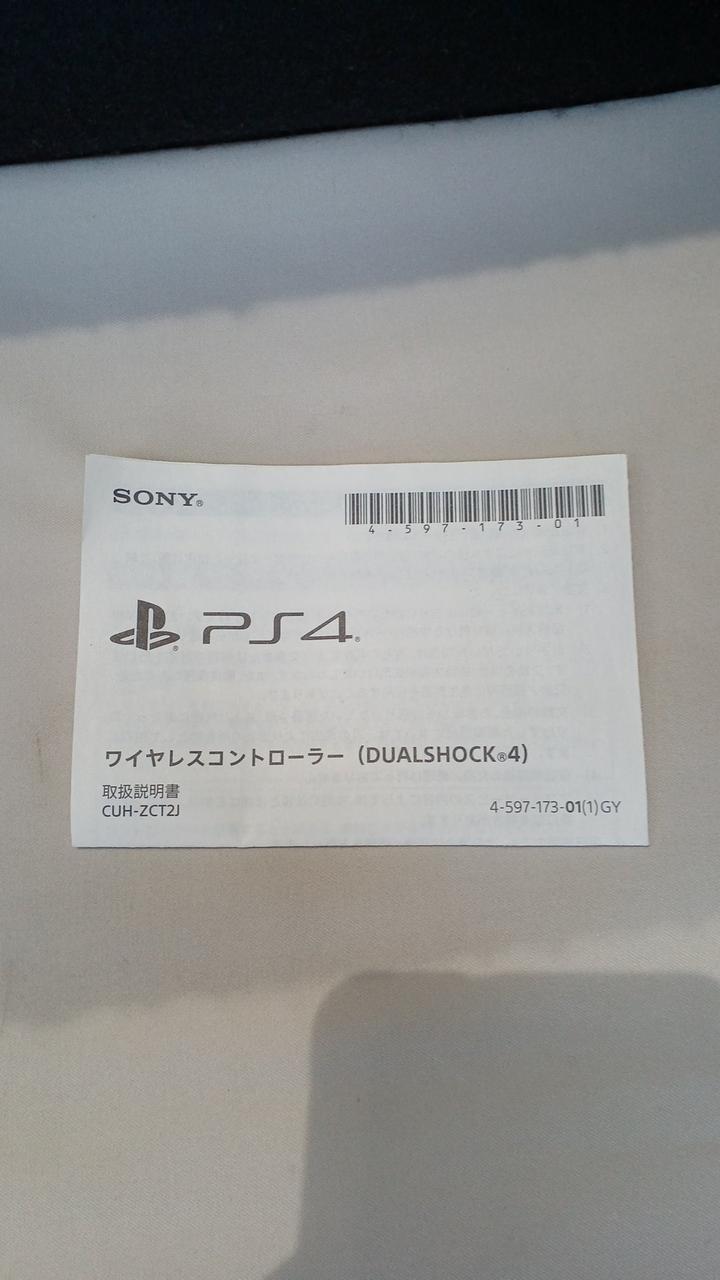 SONY®
4-597-173-01
PS4®
ワイヤレスコントローラー（DUALSHOCK®4）
取扱説明書
CUH-ZCT2J
4-597-173-01(1)GY